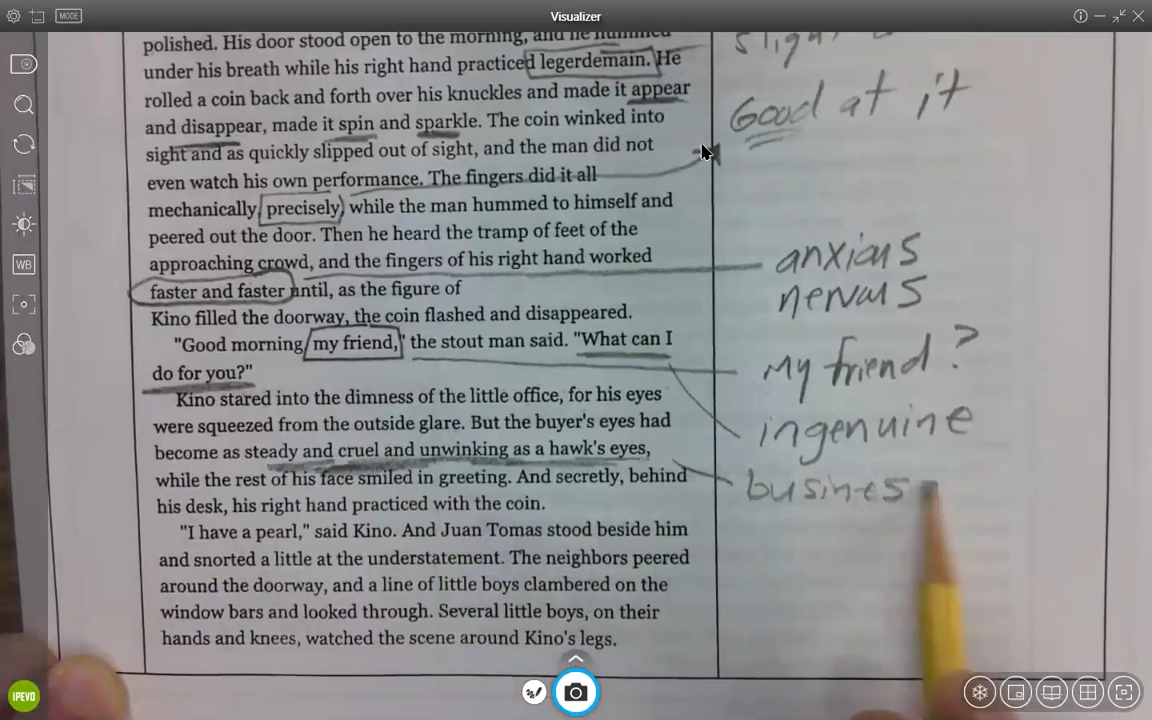 Visualizer
MODE
WB
polished. His door stood open to the morning, and he hummed
under his breath while his right hand practiced legerdemain. He
rolled a coin back and forth over his knuckles and made it appear
and disappear, made it spin and sparkle. The coin winked into
sight and as quickly slipped out of sight, and the man did not
even watch his own performance. The fingers did it all
mechanically, precisely, while the man hummed to himself and
peered out the door. Then he heard the tramp of feet of the
approaching crowd, and the fingers of his right hand worked
faster and faster until, as the figure of
Kino filled the doorway, the coin flashed and disappeared.
"Good morning, my friend," the stout man said. "What can I
do for you?"
Kino stared into the dimness of the little office, for his eyes
were squeezed from the outside glare. But the buyer's eyes had
become as steady and cruel and unwinking as a hawk's eyes,
while the rest of his face smiled in greeting. And secretly, behind
his desk, his right hand practiced with the coin.
"I have a pearl," said Kino. And Juan Tomas stood beside him
and snorted a little at the understatement. The neighbors peered
around the doorway, and a line of little boys clambered on the
window bars and looked through. Several little boys, on their
hands and knees, watched the scene around Kino's legs.
slight
Good at it
anxious
nervous
My friend?
ingenuine
busines
IPEVO